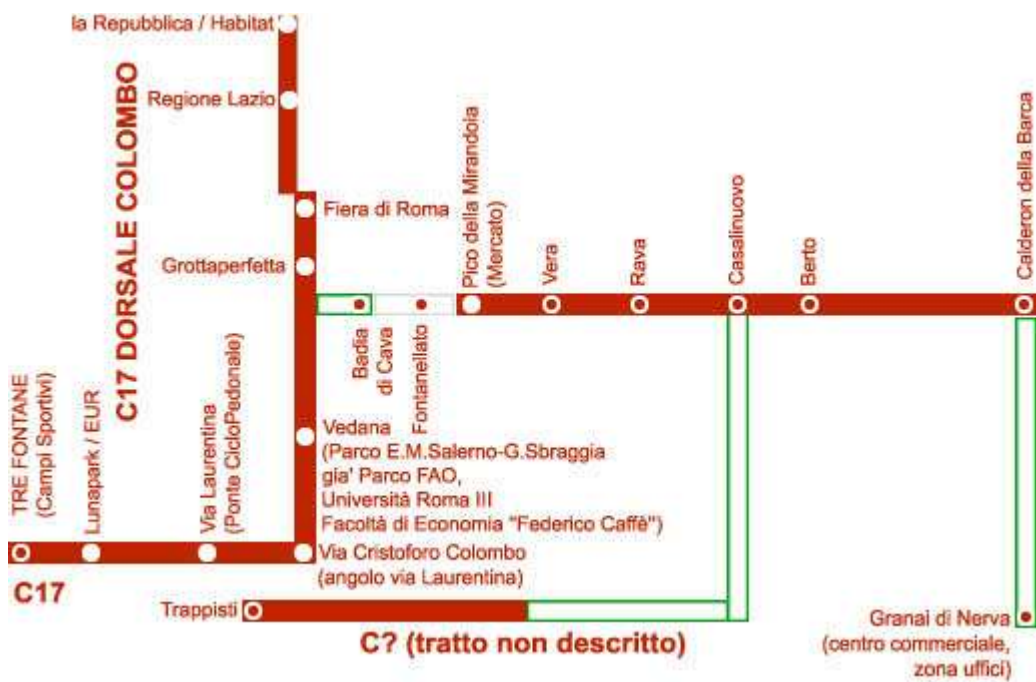 la Repubblica / Habitat
Regione Lazio
C17 DORSALE COLOMBO
Fiera di Roma
Grottaperfetta
Pico della Mirandola
(Mercato)
Vera
Rava
Casalinuovo
Berto
Calderon della Barca
Badia
di Cava
Fontanellato
TRE FONTANE
(Campi Sportivi)
Lunapark / EUR
Via Laurentina
(Ponte CicloPedonale)
Vedana
(Parco E.M.Salerno-G.Sbraggia
gia' Parco FAO,
Università Roma III
Facoltà di Economia "Federico Caffè")
Via Cristoforo Colombo
(angolo via Laurentina)
C17
Trappisti
C? (tratto non descritto)
Granai di Nerva
(centro commerciale,
zona uffici)